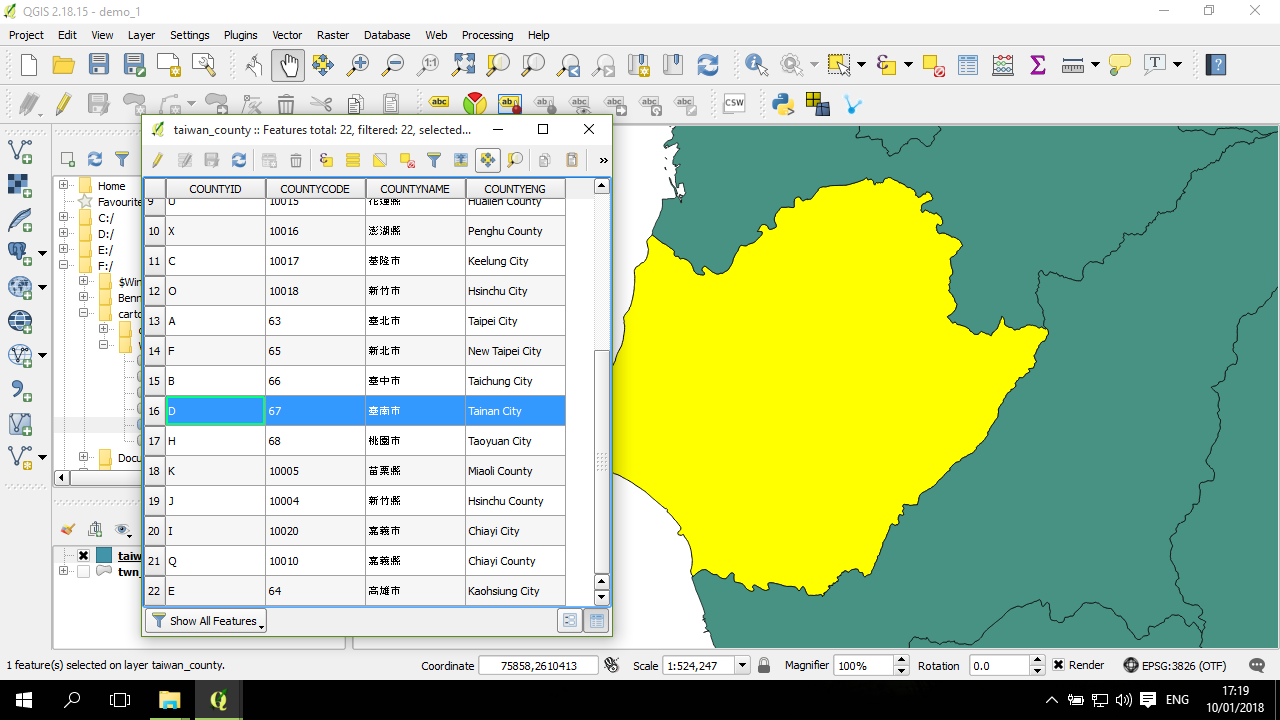 QGIS 2.18.15 - demo_1
Project Edit View Layer Settings Plugins Vector Raster Database Web Processing Help
abc
CSW
taiwan_county :: Features total: 22, filtered: 22, selected...
»
Home
Favourite
C:/
D:/
E:/
F:/
$Win
Benn
carto
Docu
COUNTYID COUNTYCODE COUNTYNAME COUNTYENG
9 U 10015 花蓮縣 Hualien County
10 X 10016 澎湖縣 Penghu County
11 C 10017 基隆市 Keelung City
12 O 10018 新竹市 Hsinchu City
13 A 63 臺北市 Taipei City
14 F 65 新北市 New Taipei City
15 B 66 臺中市 Taichung City
16 D 67 臺南市 Tainan City
17 H 68 桃園市 Taoyuan City
18 K 10005 苗栗縣 Miaoli County
19 J 10004 新竹縣 Hsinchu County
20 I 10020 嘉義市 Chiayi City
21 Q 10010 嘉義縣 Chiayi County
22 E 64 高雄市 Kaohsiung City
Show All Features
taiw
twn_
1 feature(s) selected on layer taiwan_county.
Coordinate 75858,2610413 Scale 1:524,247 Magnifier 100% Rotation 0.0 Render EPSG:3826 (OTF)
ENG
17:19
10/01/2018